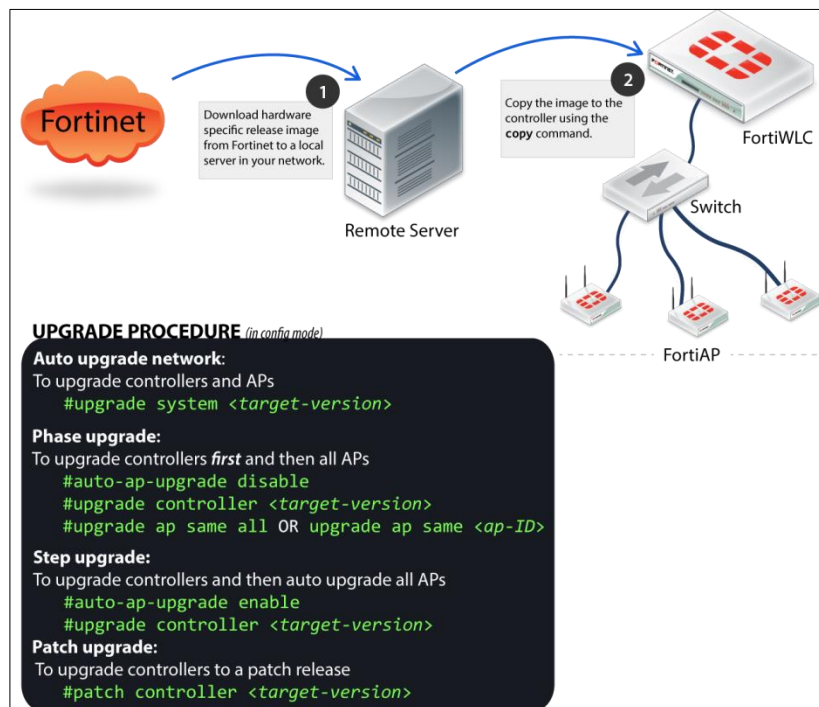 Fortinet
1
Download hardware
specific release image
from Fortinet to a local
server in your network.
Remote Server
2
Copy the image to the
controller using the
copy command.
FORTINET
FortiWLC
Switch
FortiAP
UPGRADE PROCEDURE (in config mode)
Auto upgrade network:
To upgrade controllers and APs
#upgrade system <target-version>
Phase upgrade:
To upgrade controllers first and then all APs
#auto-ap-upgrade disable
#upgrade controller <target-version>
#upgrade ap same all OR upgrade ap same <ap-ID>
Step upgrade:
To upgrade controllers and then auto upgrade all APs
#auto-ap-upgrade enable
#upgrade controller <target-version>
Patch upgrade:
To upgrade controllers to a patch release
#patch controller <target-version>